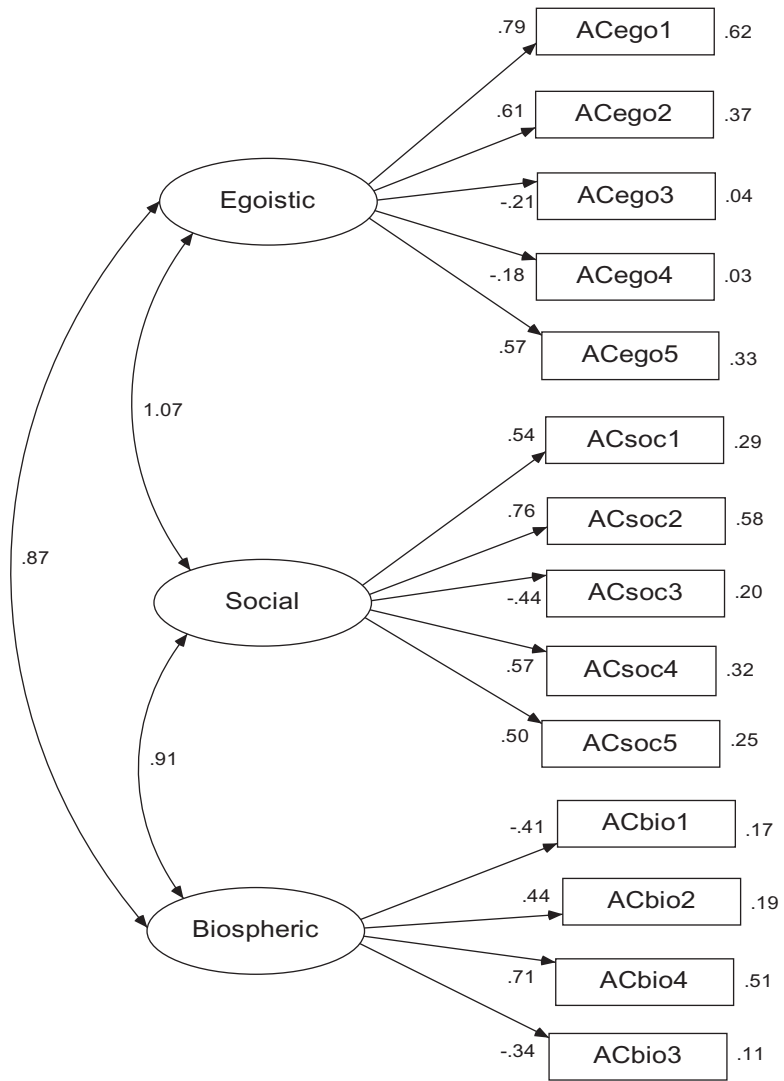 .79 ACego1 .62
.61 ACego2 .37
Egoistic -.21 ACego3 .04
-.18 ACego4 .03
.57 ACego5 .33
1.07
.54 ACsoc1 .29
.76 ACsoc2 .58
.87
Social -.44 ACsoc3 .20
.57 ACsoc4 .32
.50 ACsoc5 .25
.91
-.41 ACbio1 .17
.44 ACbio2 .19
Biospheric
.71 ACbio4 .51
-.34 ACbio3 .11